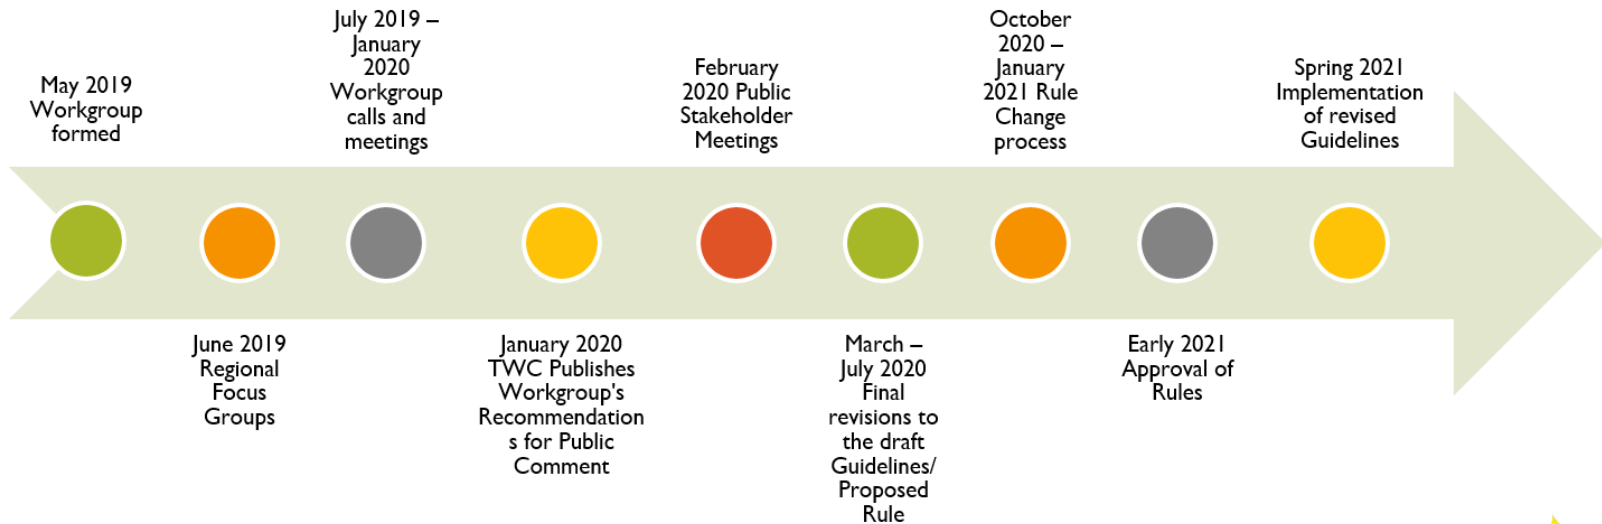 May 2019
Workgroup
formed
June 2019
Regional
Focus
Groups
July 2019 –
January
2020
Workgroup
calls and
meetings
January 2020
TWC Publishes
Workgroup's
Recommendation
s for Public
Comment
February
2020 Public
Stakeholder
Meetings
March –
July 2020
Final
revisions to
the draft
Guidelines/
Proposed
Rule
October
2020 –
January
2021 Rule
Change
process
Early 2021
Approval of
Rules
Spring 2021
Implementation
of revised
Guidelines